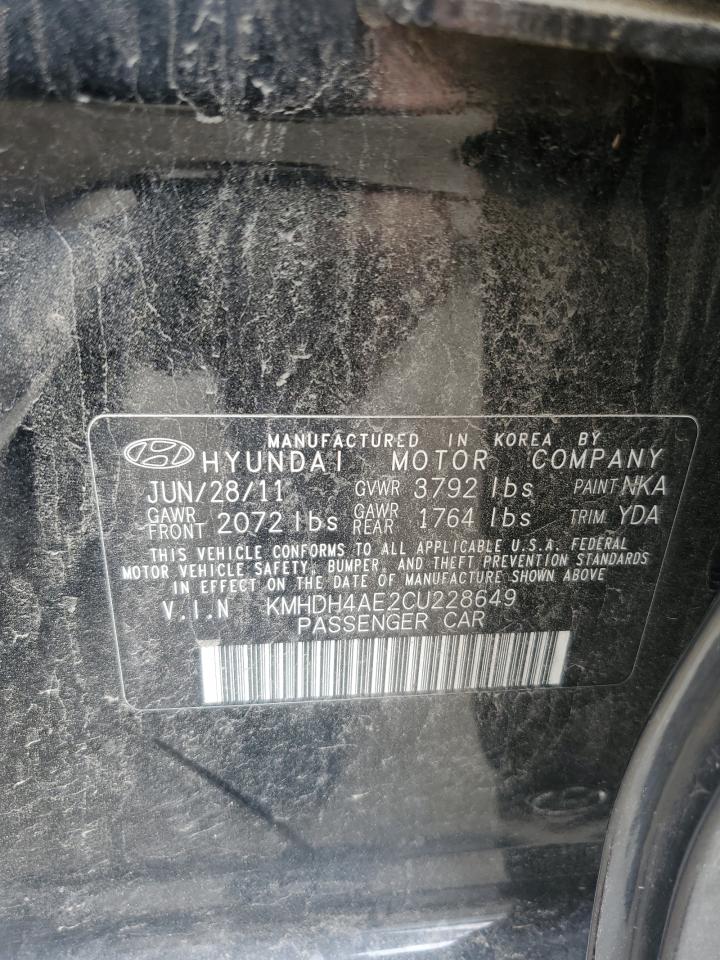 MANUFACTURED IN KOREA BY
HYUNDAI MOTOR COMPANY
JUN/28/11 GVWR 3792 lbs PAINT NKA
GAWR FRONT 2072 lbs GAWR REAR 1764 lbs TRIM YDA
THIS VEHICLE CONFORMS TO ALL APPLICABLE U.S.A. FEDERAL
MOTOR VEHICLE SAFETY, BUMPER, AND THEFT PREVENTION STANDARDS
IN EFFECT ON THE DATE OF MANUFACTURE SHOWN ABOVE
V.I.N KMHDH4AE2CU228649
PASSENGER CAR